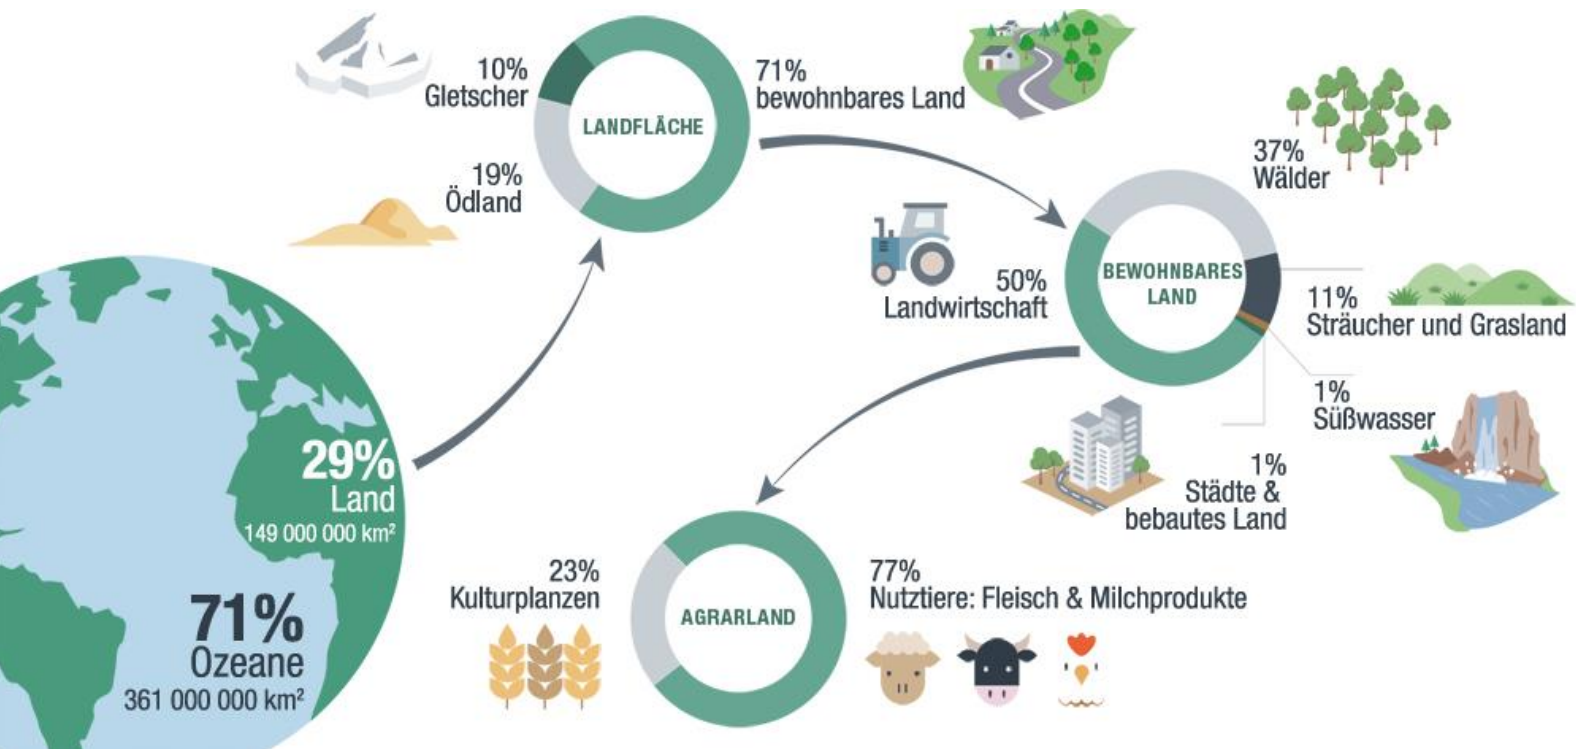 10%
Gletscher
19%
Ödland
LANDFLÄCHE
71%
bewohnbares Land
37%
Wälder
50%
Landwirtschaft
BEWOHNBARES
LAND
11%
Sträucher und Grasland
1%
Süßwasser
1%
Städte &
bebautes Land
29%
Land
149 000 000 km²
71%
Ozeane
361 000 000 km²
23%
Kulturplanzen
AGRARLAND
77%
Nutztiere: Fleisch & Milchprodukte